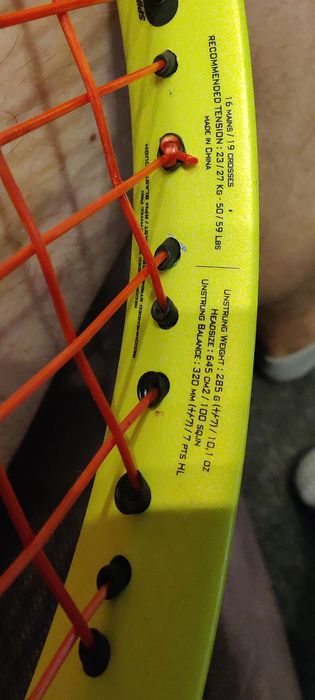 16 MAINS / 19 CROSSES
RECOMMENDED TENSION : 23 / 27 KG - 50 / 59 LBS
MADE IN CHINA
UNSTRUNG WEIGHT : 285 G (+/-7) / 10,1 OZ
HEADSIZE : 645 CM2 / 100 SQ.IN
UNSTRUNG BALANCE : 320 MM (+/-7) / 7 PTS HL